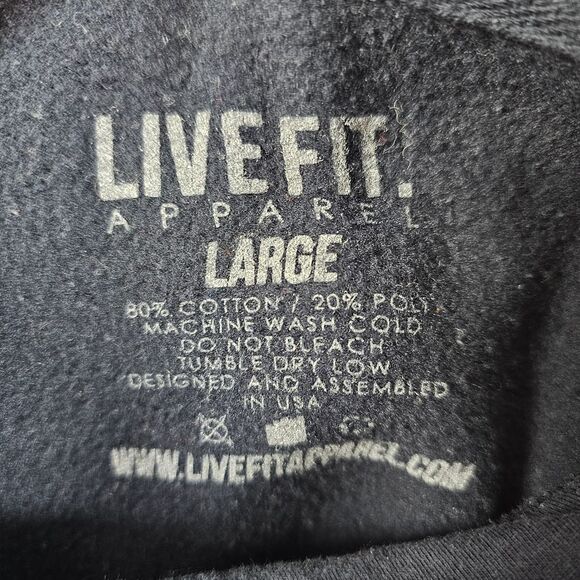 LIVE FIT.
APPAREL
LARGE
80% COTTON / 20% POLY
MACHINE WASH COLD
DO NOT BLEACH
TUMBLE DRY LOW
DESIGNED AND ASSEMBLED
IN USA
WWW.LIVEFITAPPAREL.COM